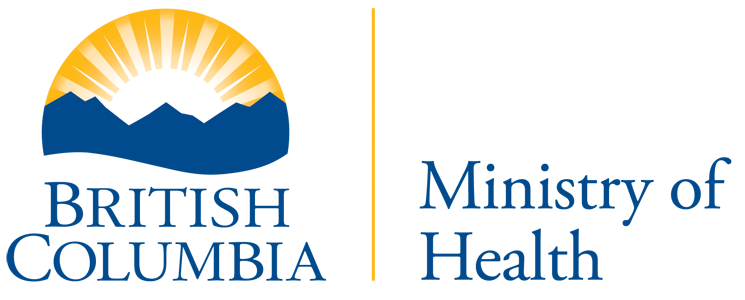 BRITISH
COLUMBIA
Ministry of
Health